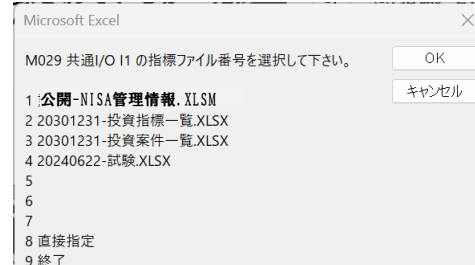 Microsoft Excel
M029 共通I/O I1 の指標ファイル番号を選択して下さい。
OK
キャンセル
1 公開-NISA管理情報.XLSM
2 20301231-投資指標一覧.XLSX
3 20301231-投資案件一覧.XLSX
4 20240622-試験.XLSX
5
6
7
8 直接指定
9 終了